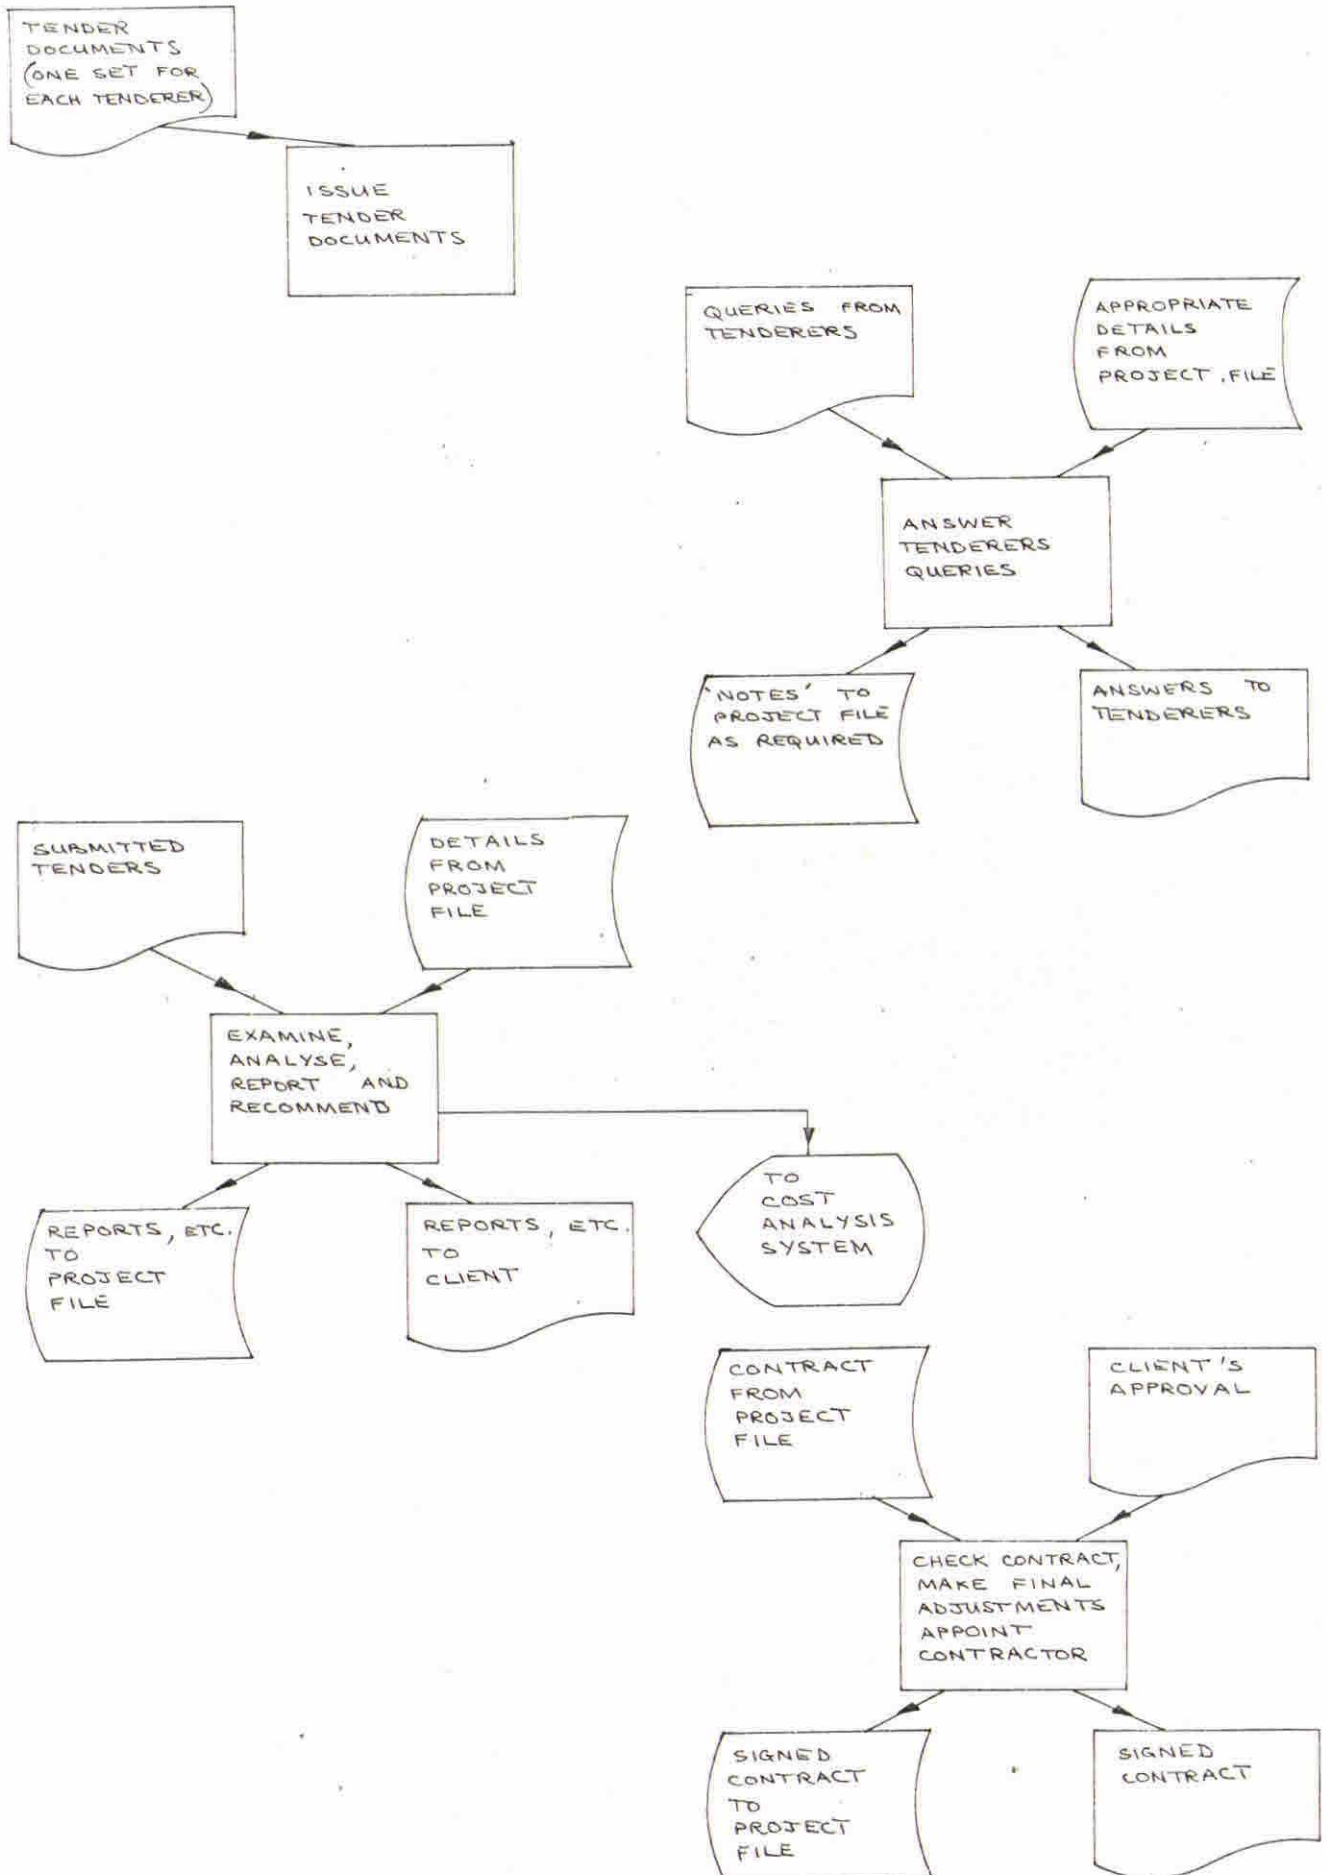 TENDER
DOCUMENTS
(ONE SET FOR
EACH TENDERER)
ISSUE
TENDER
DOCUMENTS
QUERIES FROM
TENDERERS
APPROPRIATE
DETAILS
FROM
PROJECT FILE
ANSWER
TENDERERS
QUERIES
'NOTES' TO
PROJECT FILE
AS REQUIRED
ANSWERS TO
TENDERERS
SUBMITTED
TENDERS
DETAILS
FROM
PROJECT
FILE
EXAMINE,
ANALYSE,
REPORT AND
RECOMMEND
REPORTS, ETC.
TO
PROJECT
FILE
REPORTS, ETC.
TO
CLIENT
TO
COST
ANALYSIS
SYSTEM
CONTRACT
FROM
PROJECT
FILE
CLIENT'S
APPROVAL
CHECK CONTRACT,
MAKE FINAL
ADJUSTMENTS
APPOINT
CONTRACTOR
SIGNED
CONTRACT
TO
PROJECT
FILE
SIGNED
CONTRACT